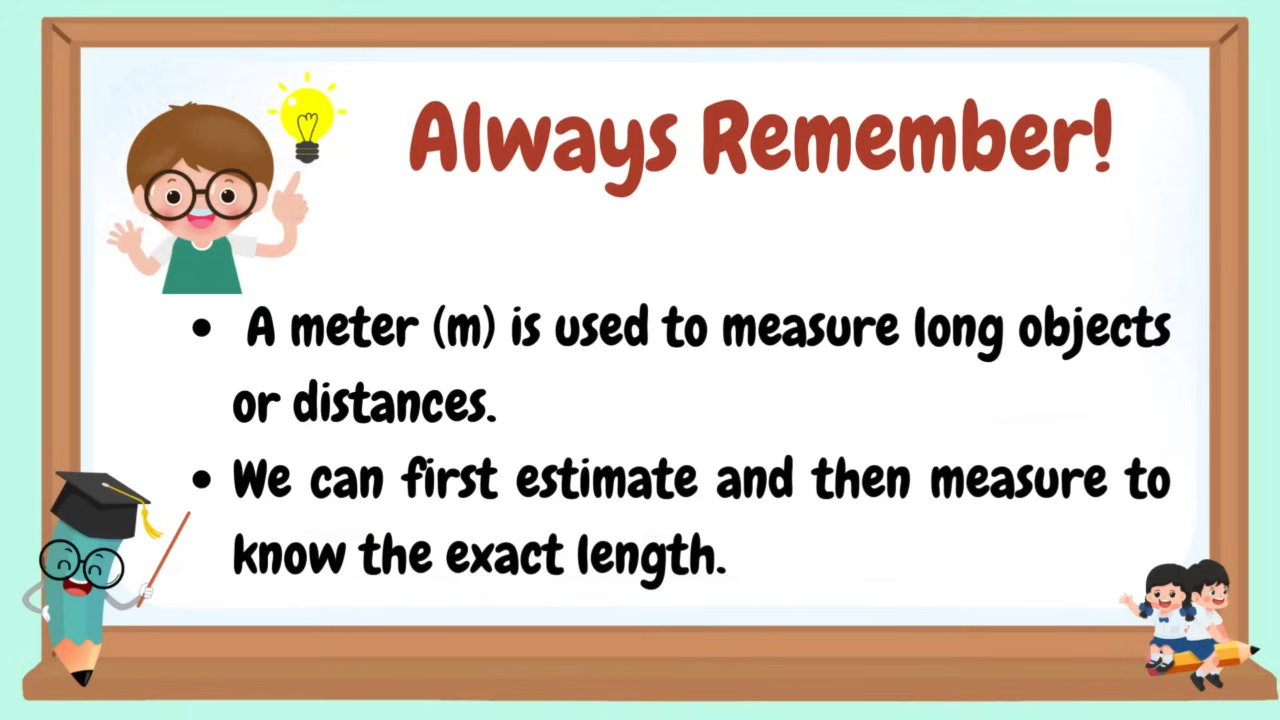 Always Remember!
• A meter (m) is used to measure long objects
or distances.
• We can first estimate and then measure to
know the exact length.